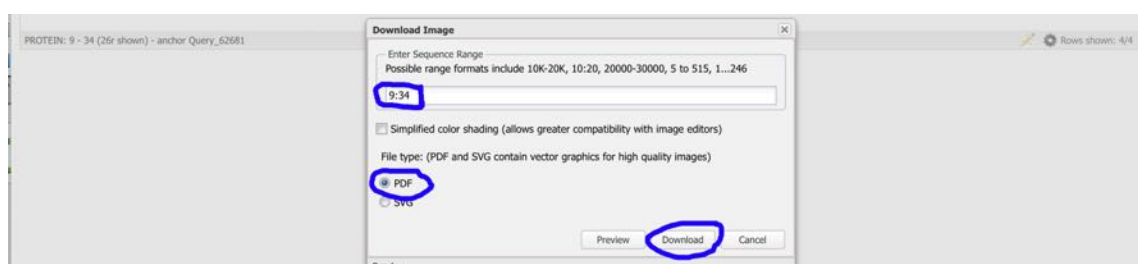 Download Image
PROTEIN: 9 - 34 (26r shown) - anchor Query_62681
Rows shown: 4/4
Enter Sequence Range
Possible range formats include 10K-20K, 10:20, 20000-30000, 5 to 515, 1...246
9:34
Simplified color shading (allows greater compatibility with image editors)
File type: (PDF and SVG contain vector graphics for high quality images)
PDF
SVG
Preview Download Cancel